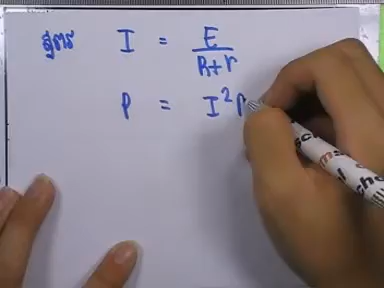 สูตร I = E/R+r
P = I²R